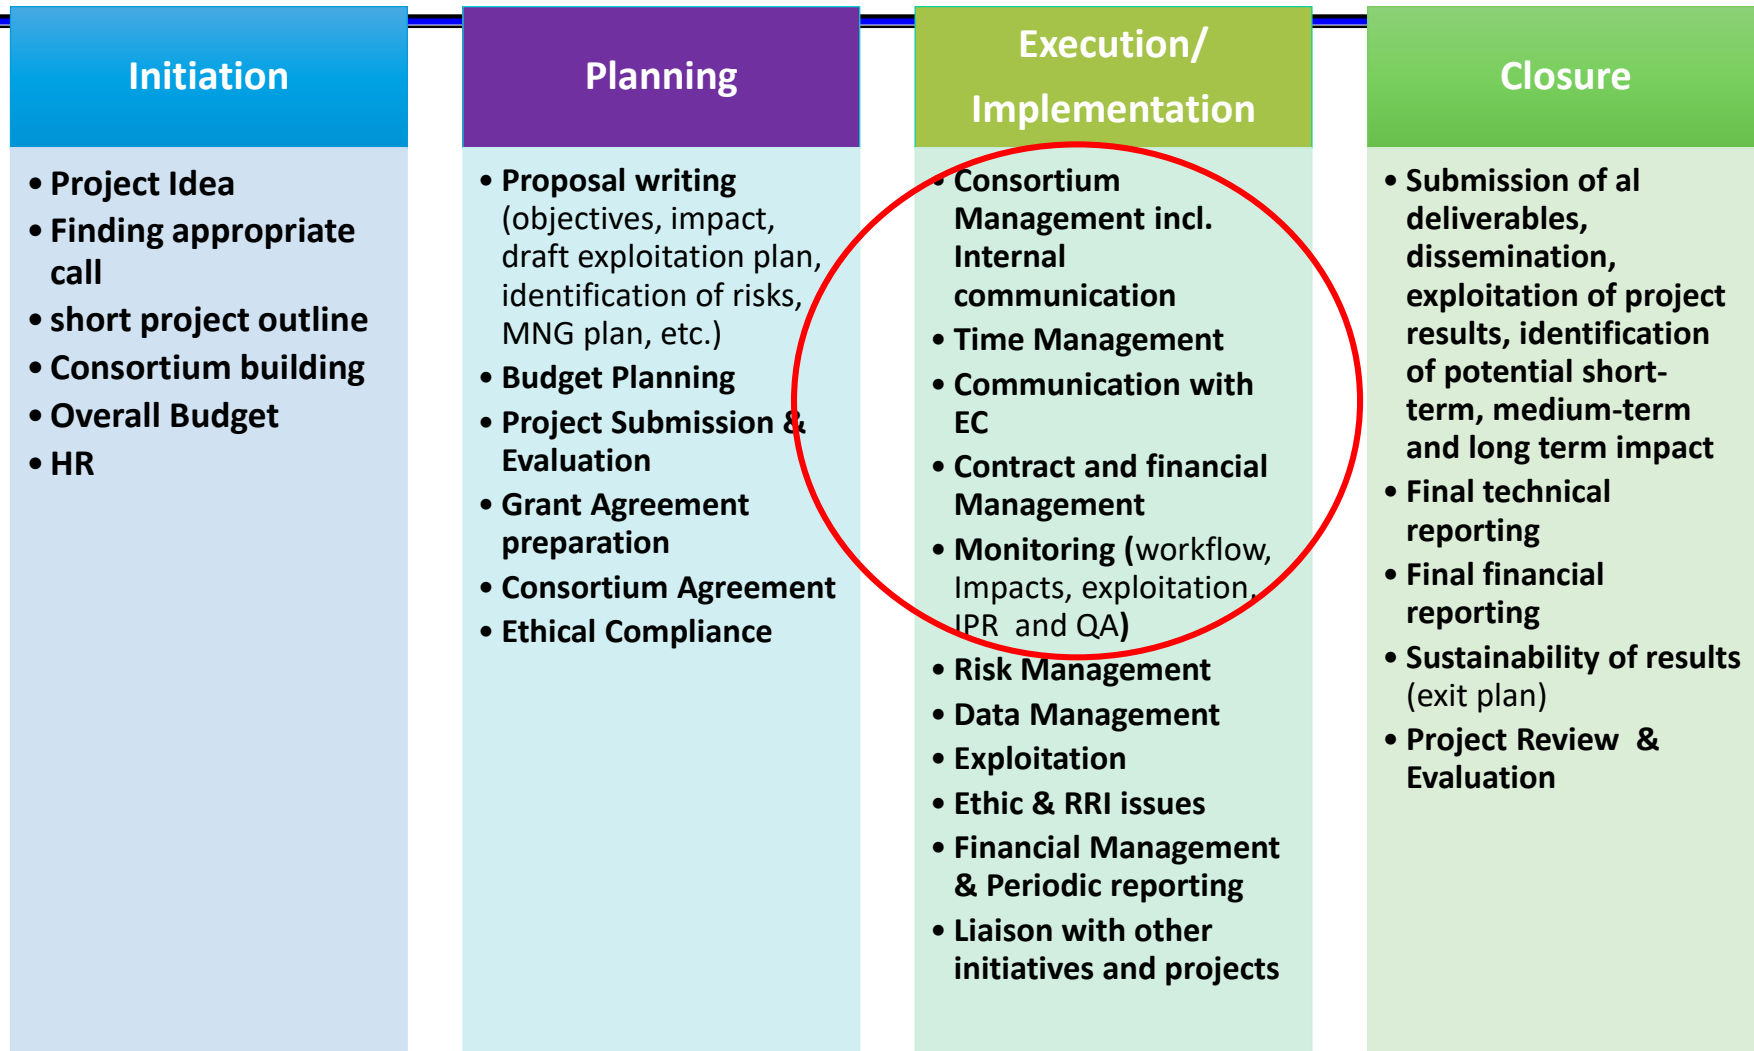 Initiation
• Project Idea
• Finding appropriate
call
• short project outline
• Consortium building
• Overall Budget
• HR
Planning
• Proposal writing
(objectives, impact,
draft exploitation plan,
identification of risks,
MNG plan, etc.)
• Budget Planning
• Project Submission &
Evaluation
• Grant Agreement
preparation
• Consortium Agreement
• Ethical Compliance
Execution/
Implementation
• Consortium
Management incl.
Internal
communication
• Time Management
• Communication with
EC
• Contract and financial
Management
• Monitoring (workflow,
Impacts, exploitation,
IPR and QA)
• Risk Management
• Data Management
• Exploitation
• Ethic & RRI issues
• Financial Management
& Periodic reporting
• Liaison with other
initiatives and projects
Closure
• Submission of al
deliverables,
dissemination,
exploitation of project
results, identification
of potential short-
term, medium-term
and long term impact
• Final technical
reporting
• Final financial
reporting
• Sustainability of results
(exit plan)
• Project Review &
Evaluation